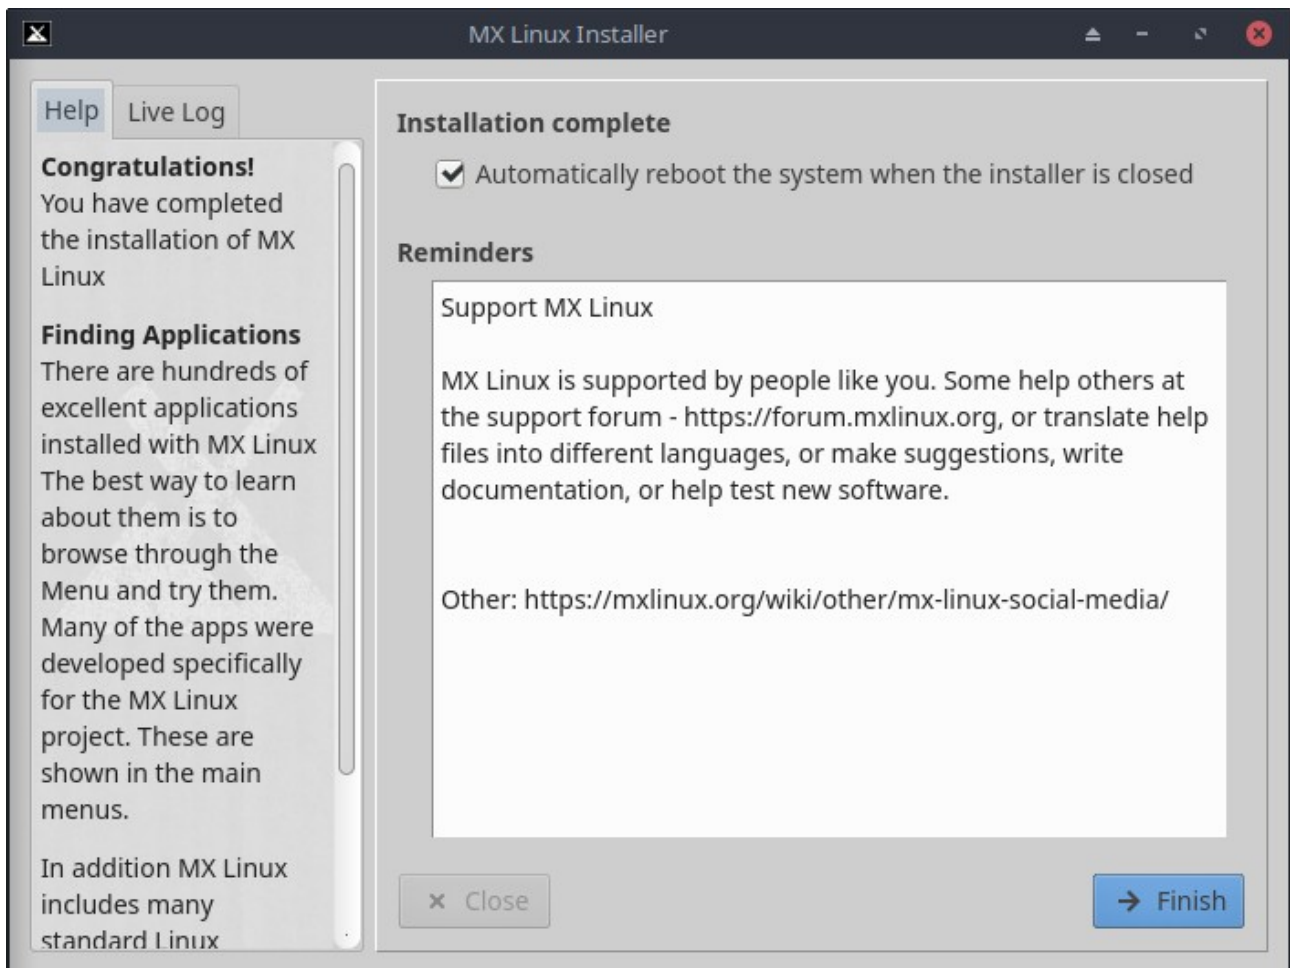 MX Linux Installer
Help
Live Log
Congratulations!
You have completed
the installation of MX
Linux
Finding Applications
There are hundreds of
excellent applications
installed with MX Linux
The best way to learn
about them is to
browse through the
Menu and try them.
Many of the apps were
developed specifically
for the MX Linux
project. These are
shown in the main
menus.
In addition MX Linux
includes many
standard Linux
Installation complete
Automatically reboot the system when the installer is closed
Reminders
Support MX Linux
MX Linux is supported by people like you. Some help others at
the support forum - https://forum.mxlinux.org, or translate help
files into different languages, or make suggestions, write
documentation, or help test new software.
Other: https://mxlinux.org/wiki/other/mx-linux-social-media/
Close
Finish